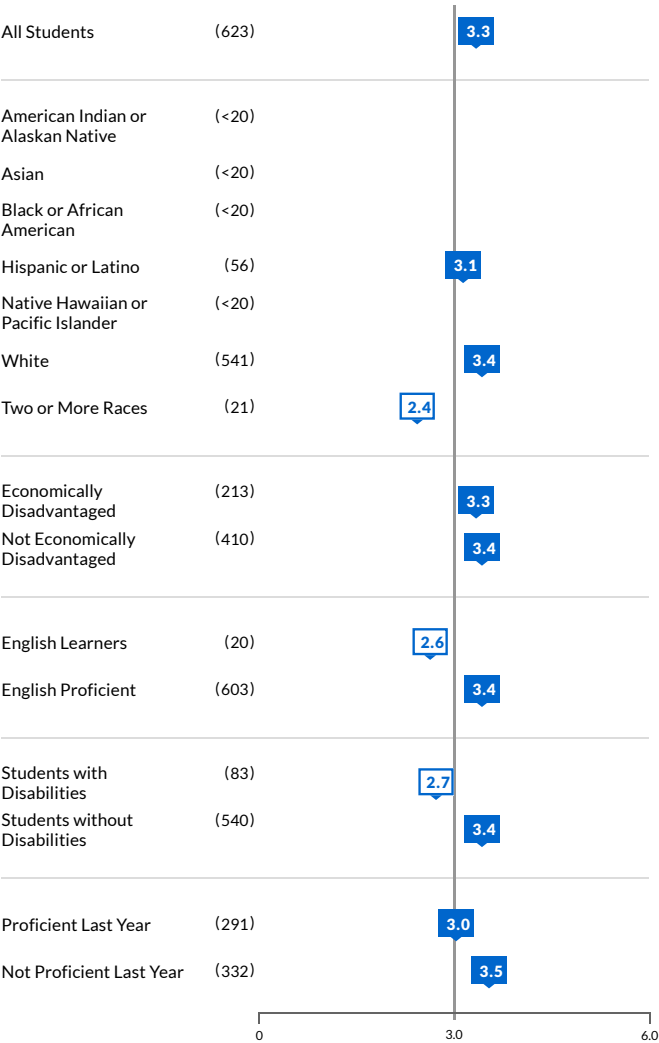 All Students (623) 3.3
American Indian or (<20)
Alaskan Native
Asian (<20)
Black or African (<20)
American
Hispanic or Latino (56) 3.1
Native Hawaiian or (<20)
Pacific Islander
White (541) 3.4
Two or More Races (21) 2.4
Economically (213) 3.3
Disadvantaged
Not Economically (410) 3.4
Disadvantaged
English Learners (20) 2.6
English Proficient (603) 3.4
Students with (83) 2.7
Disabilities
Students without (540) 3.4
Disabilities
Proficient Last Year (291) 3.0
Not Proficient Last Year (332) 3.5
0 3.0 6.0